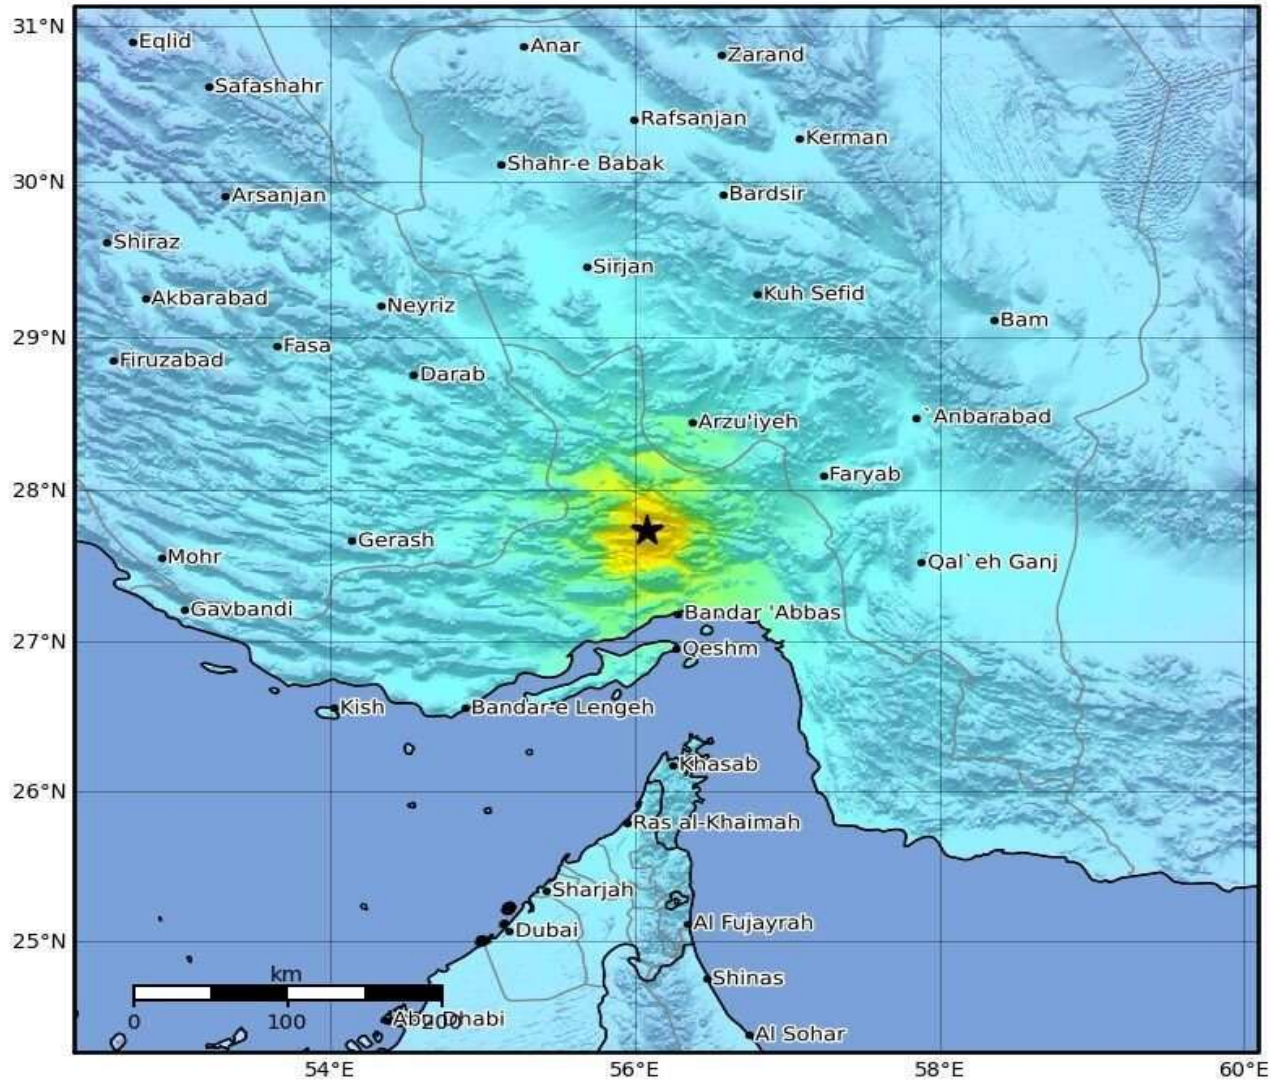 31°N
Eqlid
Anar
Zarand
Safashahr
Rafsanjan
Kerman
Shahr-e Babak
30°N
Arsanjan
Bardsir
Shiraz
Sirjan
Akbarabad
Neyriz
Kuh Sefid
Bam
29°N
Fasa
Firuzabad
Darab
Arzu'iyeh
`Anbarabad
Faryab
28°N
Gerash
Mohr
Qal`eh Ganj
Gavbandi
Bandar 'Abbas
27°N
Qeshm
Kish
Bandar-e Lengeh
Khasab
26°N
Ras al-Khaimah
Sharjah
Al Fujayrah
Dubai
25°N
km
Shinas
0 100 200
Abu Dhabi
Al Sohar
54°E 56°E 58°E 60°E